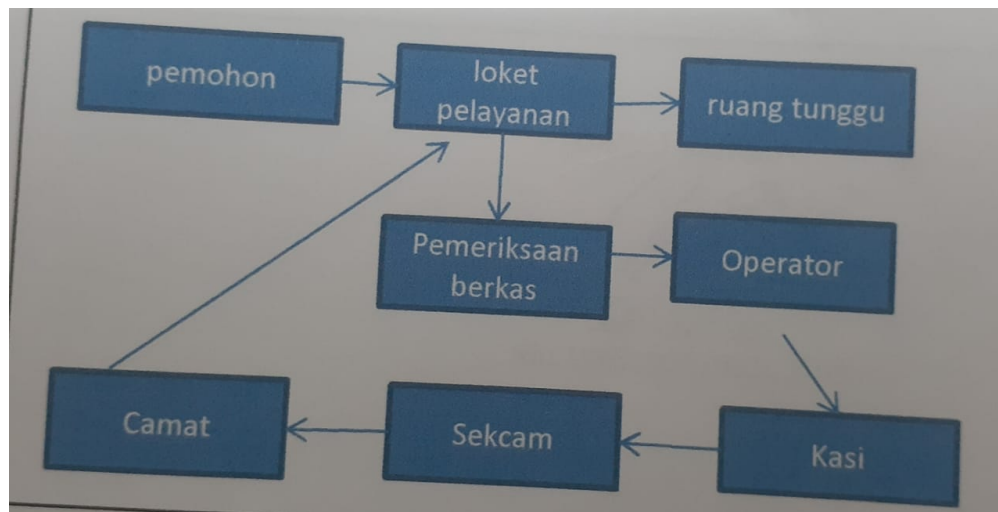 pemohon
loket
pelayanan
ruang tunggu
Pemeriksaan
berkas
Operator
Camat
Sekcam
Kasi